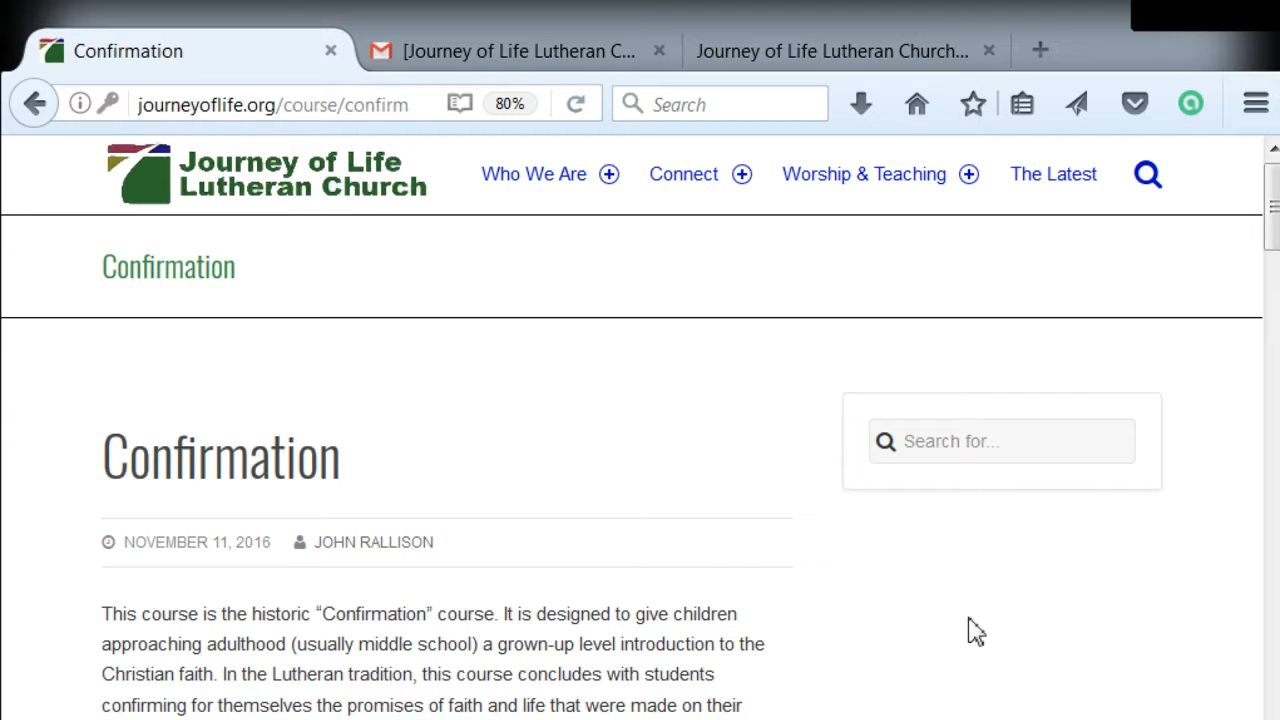 Confirmation
[Journey of Life Lutheran C...
Journey of Life Lutheran Church...
journeyoflife.org/course/confirm
80%
Search
Journey of Life
Lutheran Church
Who We Are
Connect
Worship & Teaching
The Latest
Confirmation
Search for...
Confirmation
NOVEMBER 11, 2016 JOHN RALLISON
This course is the historic “Confirmation” course. It is designed to give children
approaching adulthood (usually middle school) a grown-up level introduction to the
Christian faith. In the Lutheran tradition, this course concludes with students
confirming for themselves the promises of faith and life that were made on their